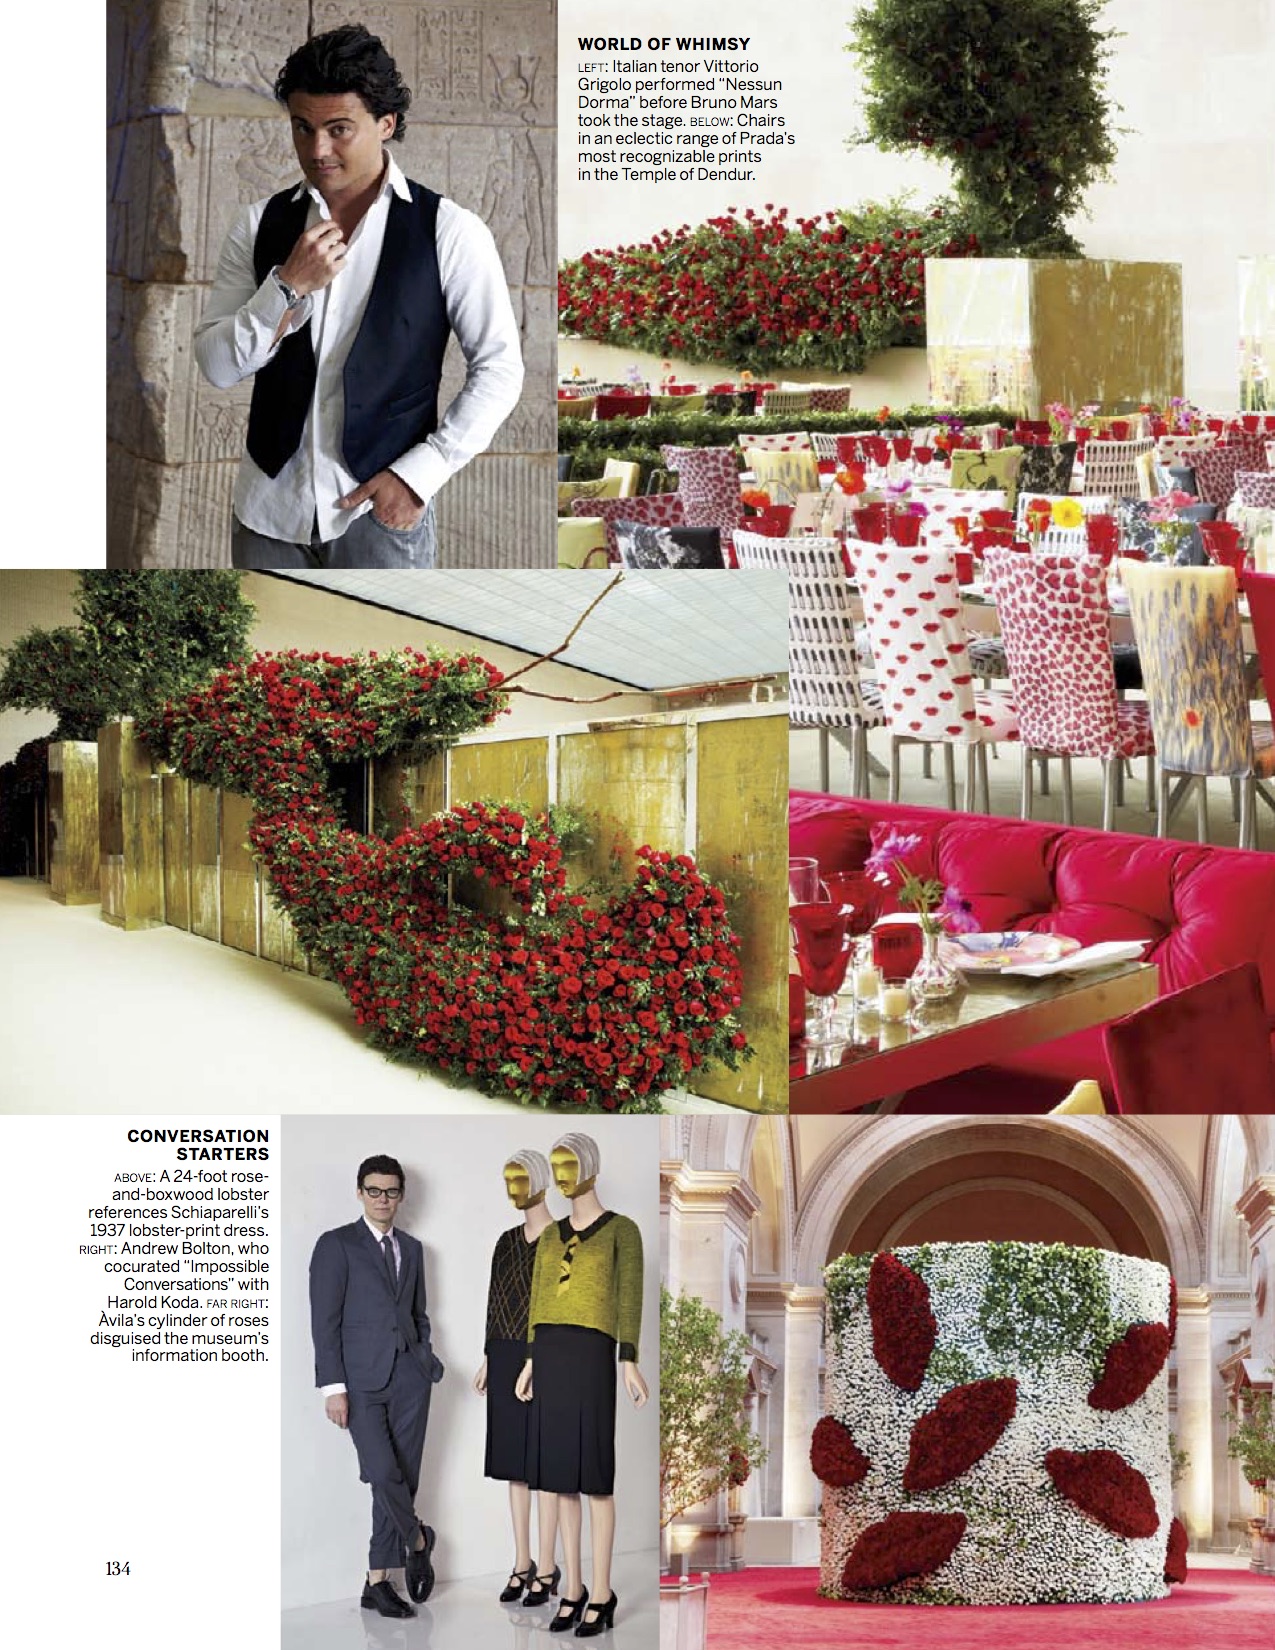 WORLD OF WHIMSY
LEFT: Italian tenor Vittorio
Grigolo performed “Nessun
Dorma” before Bruno Mars
took the stage. BELOW: Chairs
in an eclectic range of Prada’s
most recognizable prints
in the Temple of Dendur.
CONVERSATION
STARTERS
ABOVE: A 24-foot rose-
and-boxwood lobster
references Schiaparelli’s
1937 lobster-print dress.
RIGHT: Andrew Bolton, who
cocurated “Impossible
Conversations” with
Harold Koda. FAR RIGHT:
Àvila’s cylinder of roses
disguised the museum’s
information booth.
134